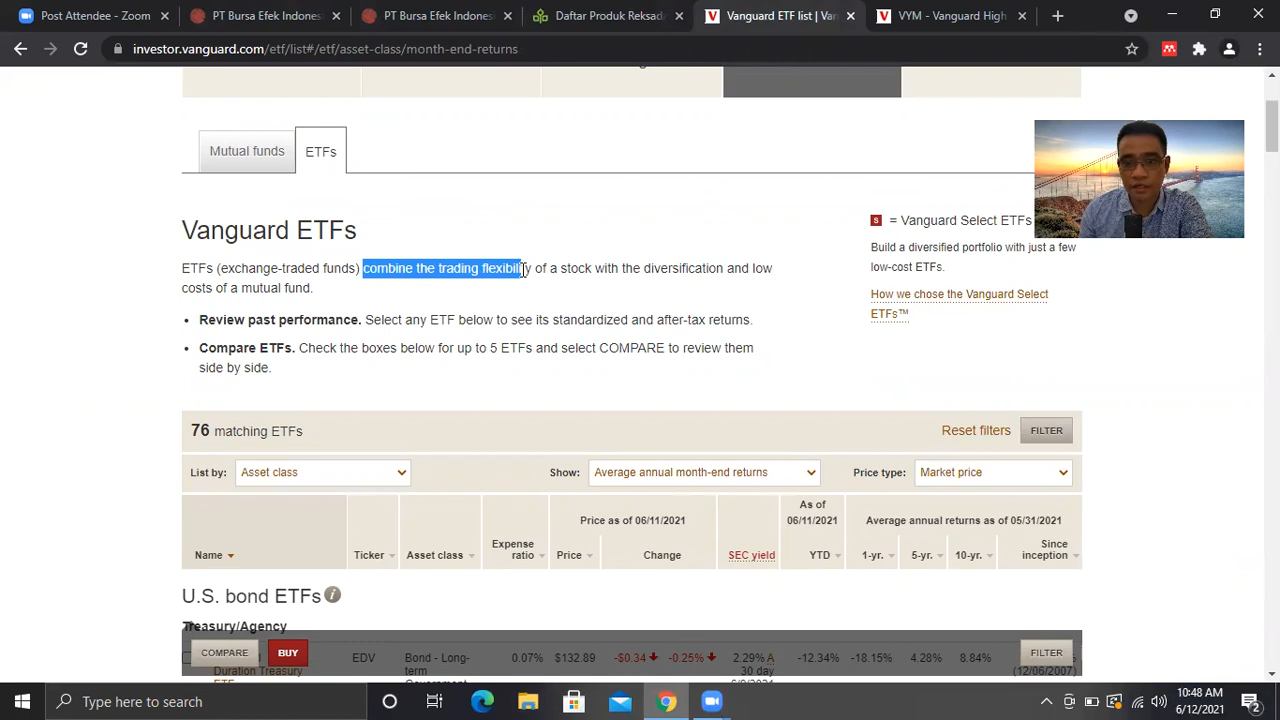 Post Attendee - Zoom
PT Bursa Efek Indones
PT Bursa Efek Indones
Daftar Produk Reksada
Vanguard ETF list | Van
VYM - Vanguard High
investor.vanguard.com/etf/list#/etf/asset-class/month-end-returns
Mutual funds
ETFs
Vanguard ETFs
ETFs (exchange-traded funds) combine the trading flexibility of a stock with the diversification and low
costs of a mutual fund.
• Review past performance. Select any ETF below to see its standardized and after-tax returns.
• Compare ETFs. Check the boxes below for up to 5 ETFs and select COMPARE to review them
side by side.
S = Vanguard Select ETFs
Build a diversified portfolio with just a few
low-cost ETFs.
How we chose the Vanguard Select
ETFs™
76 matching ETFs
Reset filters
FILTER
List by: Asset class
Show: Average annual month-end returns
Price type: Market price
Price as of 06/11/2021
As of
06/11/2021
Average annual returns as of 05/31/2021
Name
Ticker
Asset class
Expense
ratio
Price
Change
SEC yield
YTD
1-yr.
5-yr.
10-yr.
Since
inception
U.S. bond ETFs
Treasury/Agency
COMPARE
BUY
EDV
Bond - Long-
term
0.07%
$132.89
-$0.34
-0.25%
2.29% A
30 day
-12.34%
-18.15%
4.28%
8.84%
FILTER
Duration Treasury
(12/06/2007)
Type here to search
10:48 AM
6/12/2021
2